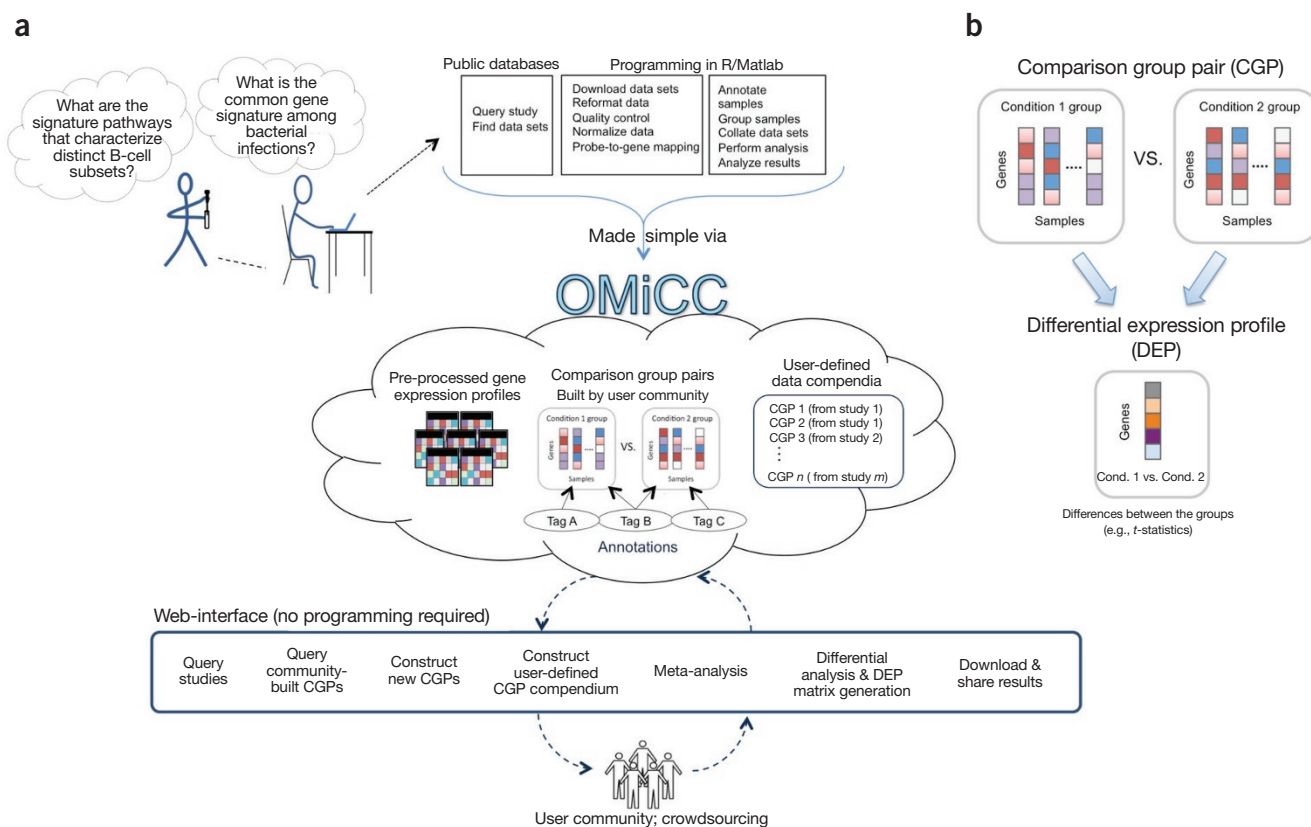 a
What are the
signature pathways
that characterize
distinct B-cell
subsets?
What is the
common gene
signature among
bacterial
infections?
Public databases
Query study
Find data sets
Programming in R/Matlab
Download data sets
Reformat data
Quality control
Normalize data
Probe-to-gene mapping
Annotate
samples
Group samples
Collate data sets
Perform analysis
Analyze results
Made simple via
OMiCC
Pre-processed gene
expression profiles
Comparison group pairs
Built by user community
Condition 1 group
Genes
....
VS.
Condition 2 group
Genes
....
Samples
Tag A
Tag B
Tag C
Annotations
User-defined
data compendia
CGP 1 (from study 1)
CGP 2 (from study 1)
CGP 3 (from study 2)
⋮
CGP n ( from study m)
Web-interface (no programming required)
Query
studies
Query
community-
built CGPs
Construct
new CGPs
Construct
user-defined
CGP compendium
Meta-analysis
Differential
analysis & DEP
matrix generation
Download &
share results
User community; crowdsourcing
b
Comparison group pair (CGP)
Condition 1 group
Genes
....
Samples
VS.
Condition 2 group
Genes
....
Samples
Differential expression profile
(DEP)
Genes
Cond. 1 vs. Cond. 2
Differences between the groups
(e.g., t-statistics)